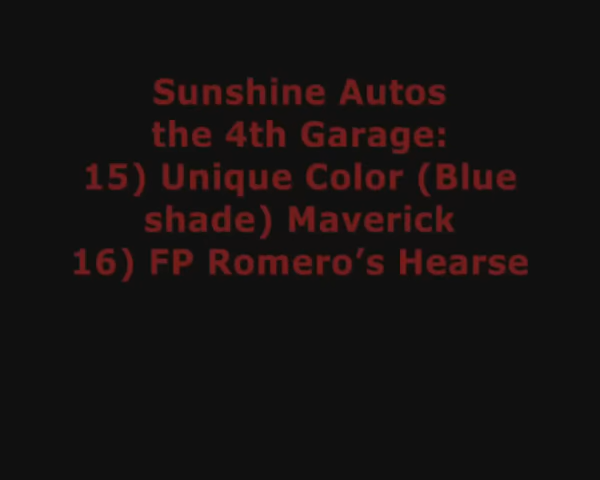 Sunshine Autos
the 4th Garage:
15) Unique Color (Blue
shade) Maverick
16) FP Romero’s Hearse